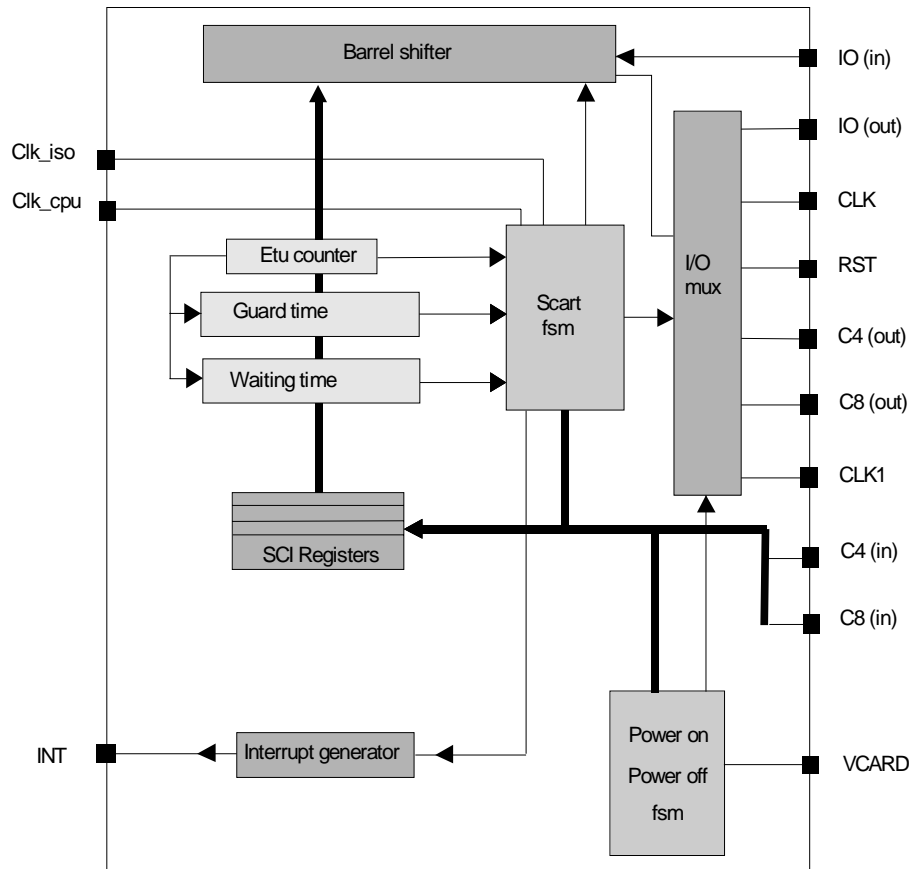 Barrel shifter
IO (in)
IO (out)
Clk_iso
Clk_cpu
CLK
Etu counter
I/O
mux
RST
Guard time
Scart
fsm
C4 (out)
Waiting time
C8 (out)
CLK1
SCI Registers
C4 (in)
C8 (in)
INT
Interrupt generator
Power on
Power off
fsm
VCARD